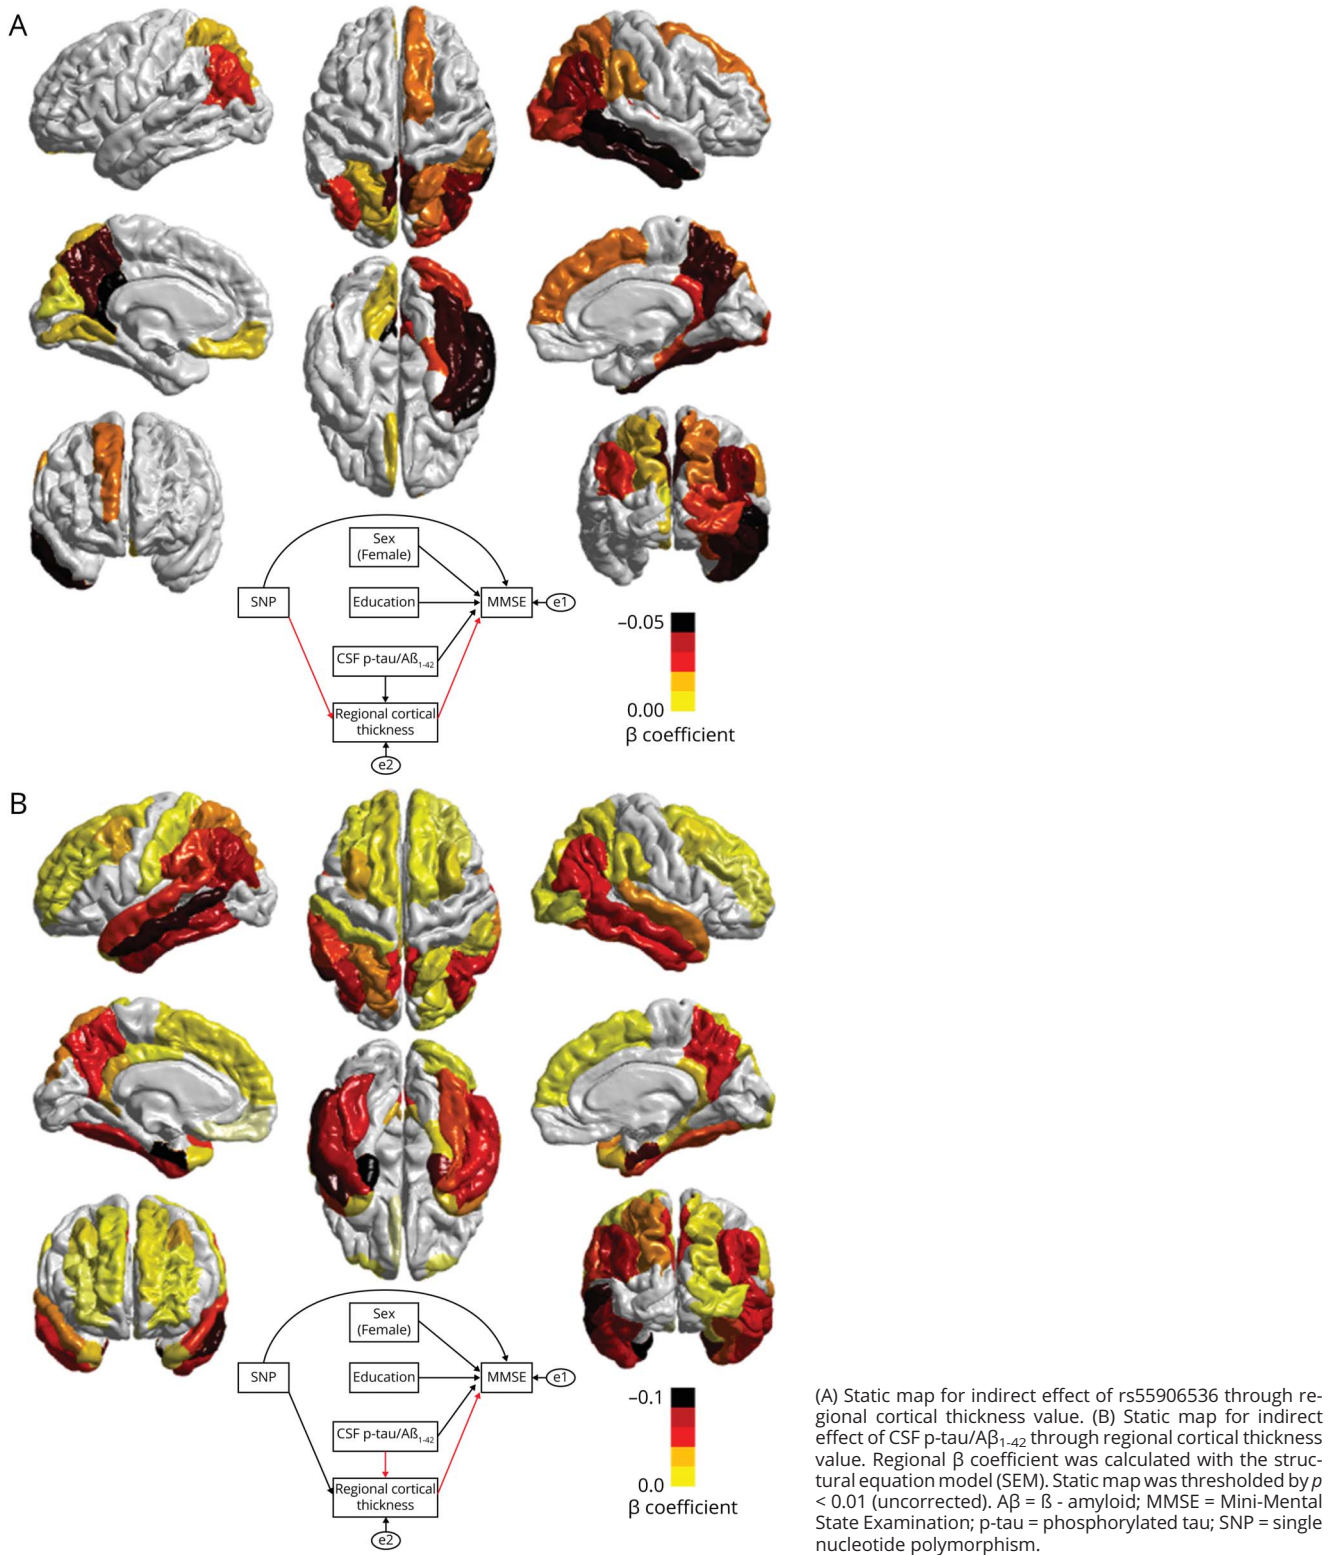 A
Sex
(Female)
SNP
Education
MMSE
e1
CSF p-tau/Aß1-42
Regional cortical
thickness
e2
−0.05
0.00
β coefficient
B
Sex
(Female)
SNP
Education
MMSE
e1
CSF p-tau/Aß1-42
Regional cortical
thickness
e2
−0.1
0.0
β coefficient
(A) Static map for indirect effect of rs55906536 through re-
gional cortical thickness value. (B) Static map for indirect
effect of CSF p-tau/Aβ1-42 through regional cortical thickness
value. Regional β coefficient was calculated with the struc-
tural equation model (SEM). Static map was thresholded by p
< 0.01 (uncorrected). Aβ = ß - amyloid; MMSE = Mini-Mental
State Examination; p-tau = phosphorylated tau; SNP = single
nucleotide polymorphism.